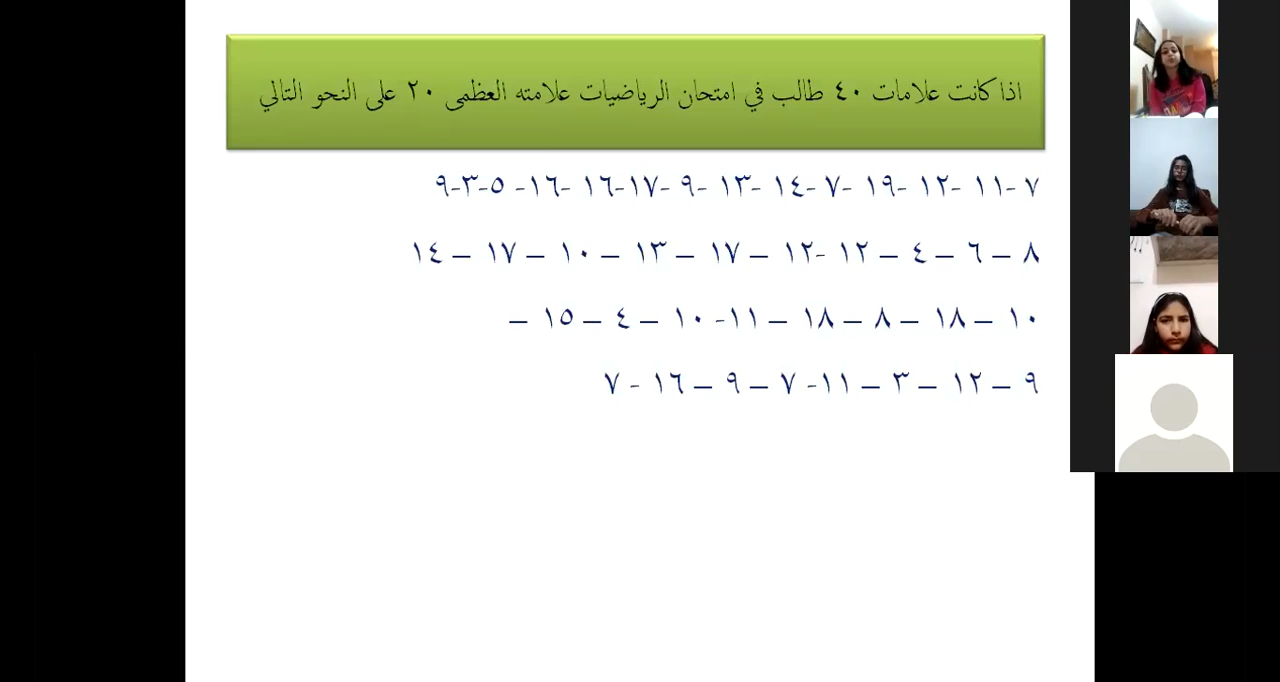 اذا كانت علامات ٤٠ طالب في امتحان الرياضيات علامته العظمى ٢٠ على النحو التالي
٧- ١١- ١٢- ١٩- ٧- ١٤- ١٣- ٩- ١٧-١٦- ١٦- ٥-٣-٩
٨ – ٦ – ٤ – ١٢ -١٢ – ١٧ – ١٣ – ١٠ – ١٧ – ١٤
١٠ – ١٨ – ٨ – ١٨ – ١١- ١٠ – ٤ – ١٥ –
٩ – ١٢ – ٣ – ١١- ٧ – ٩ – ١٦ - ٧